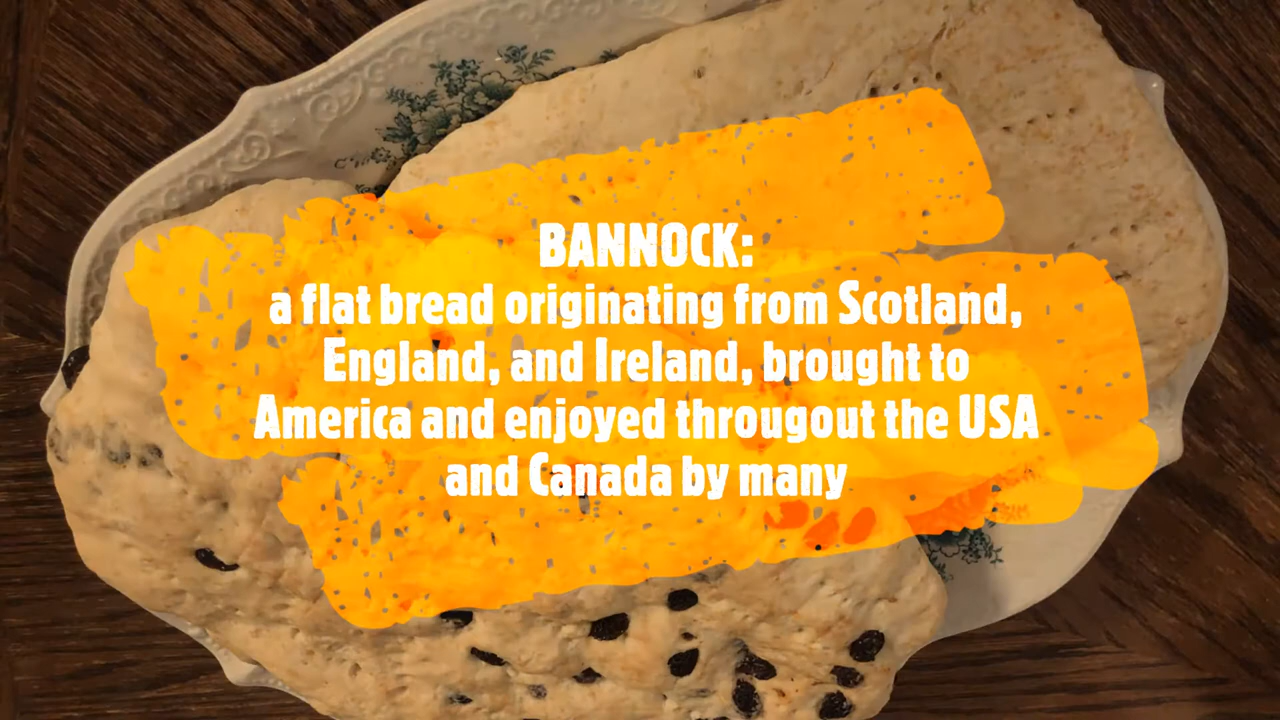 BANNOCK:
a flat bread originating from Scotland,
England, and Ireland, brought to
America and enjoyed througout the USA
and Canada by many